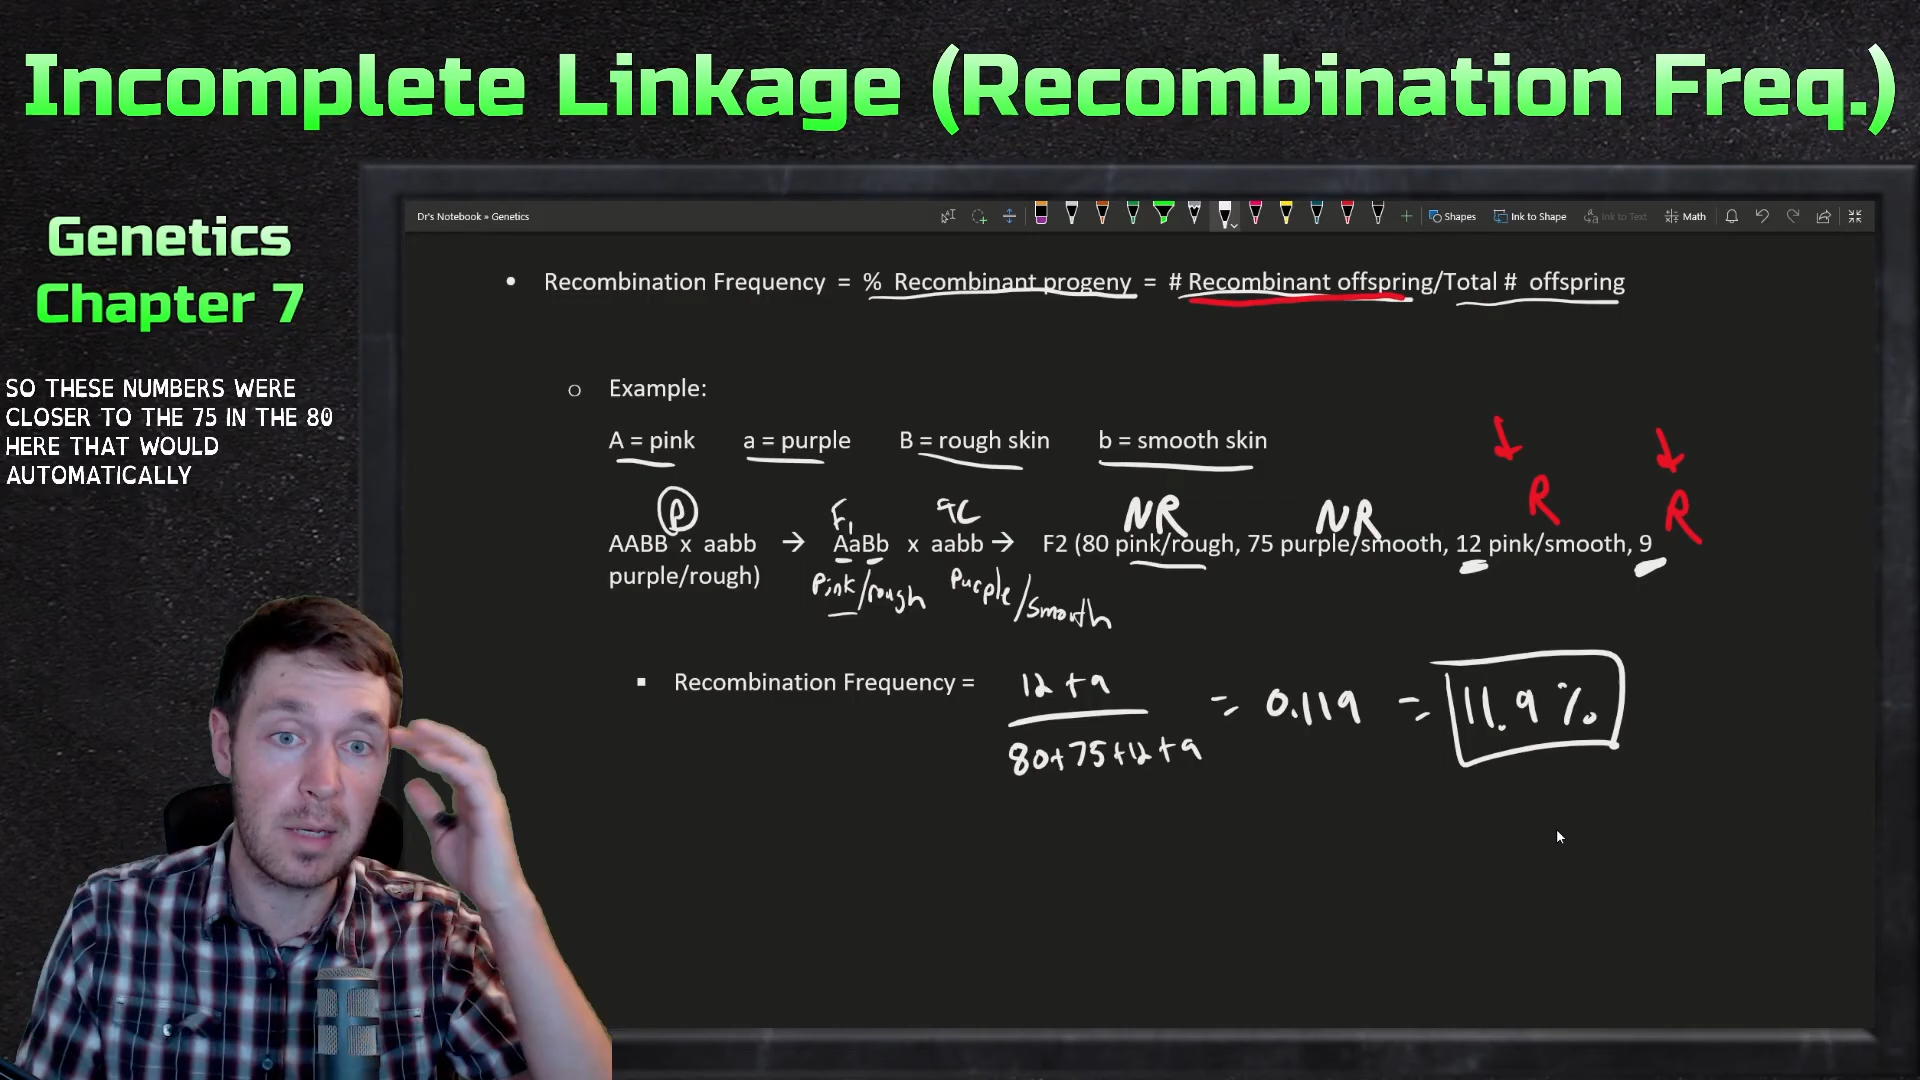 Incomplete Linkage (Recombination Freq.)
Genetics
Chapter 7
SO THESE NUMBERS WERE
CLOSER TO THE 75 IN THE 80
HERE THAT WOULD
AUTOMATICALLY
Dr's Notebook » Genetics
Shapes
Ink to Shape
Ink to Text
Math
• Recombination Frequency = % Recombinant progeny = # Recombinant offspring/Total # offspring
o Example:
A = pink a = purple B = rough skin b = smooth skin
P F1 TC NR NR R R
AABB x aabb → AaBb x aabb → F2 (80 pink/rough, 75 purple/smooth, 12 pink/smooth, 9
purple/rough)
Pink/rough Purple/Smooth
▪ Recombination Frequency = 12+9
80+75+12+9
= 0.119 = 11.9%